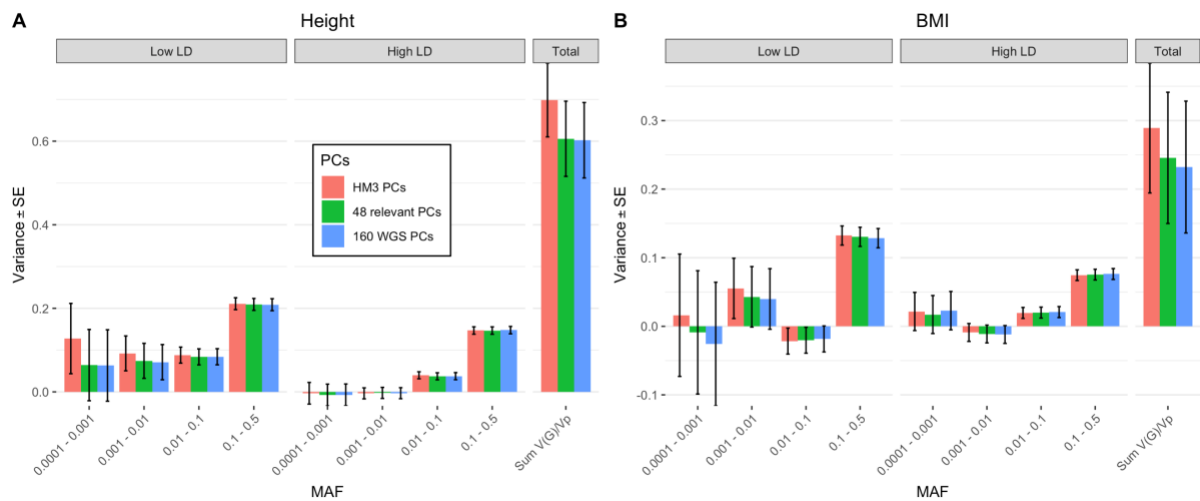 A
Height
Low LD
High LD
Total
Variance ± SE
0.6
0.4
0.2
0.0
PCs
HM3 PCs
48 relevant PCs
160 WGS PCs
0.0001 - 0.001
0.001 - 0.01
0.01 - 0.1
0.1 - 0.5
0.0001 - 0.001
0.001 - 0.01
0.01 - 0.1
0.1 - 0.5
Sum V(G)/Vp
MAF
B
BMI
Low LD
High LD
Total
Variance ± SE
0.3
0.2
0.1
0.0
-0.1
0.0001 - 0.001
0.001 - 0.01
0.01 - 0.1
0.1 - 0.5
0.0001 - 0.001
0.001 - 0.01
0.01 - 0.1
0.1 - 0.5
Sum V(G)/Vp
MAF